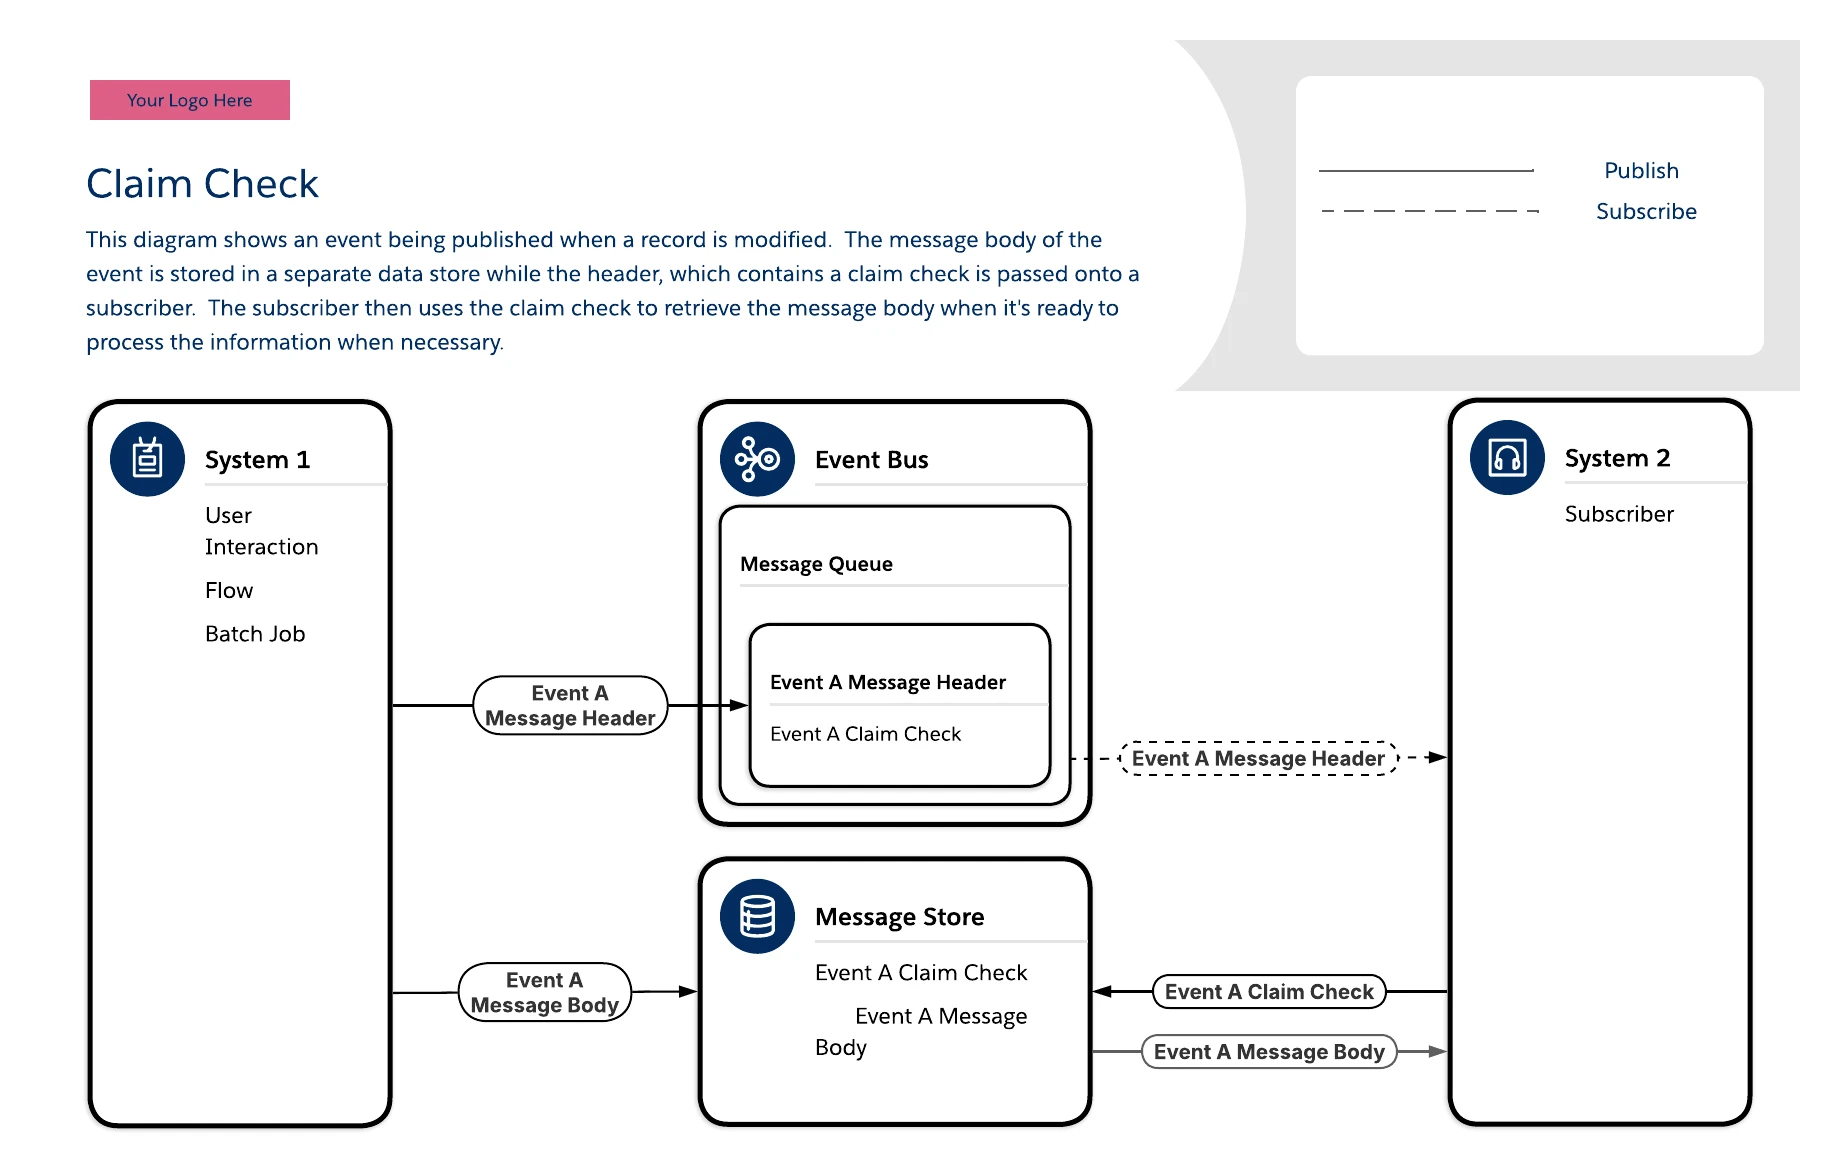 Your Logo Here
Claim Check
This diagram shows an event being published when a record is modified.  The message body of the
event is stored in a separate data store while the header, which contains a claim check is passed onto a
subscriber.  The subscriber then uses the claim check to retrieve the message body when it's ready to
process the information when necessary.
Publish
Subscribe
System 1
User
Interaction
Flow
Batch Job
Event A
Message Header
Event Bus
Message Queue
Event A Message Header
Event A Claim Check
Event A Message Header
System 2
Subscriber
Event A
Message Body
Message Store
Event A Claim Check
Event A Message
Body
Event A Claim Check
Event A Message Body